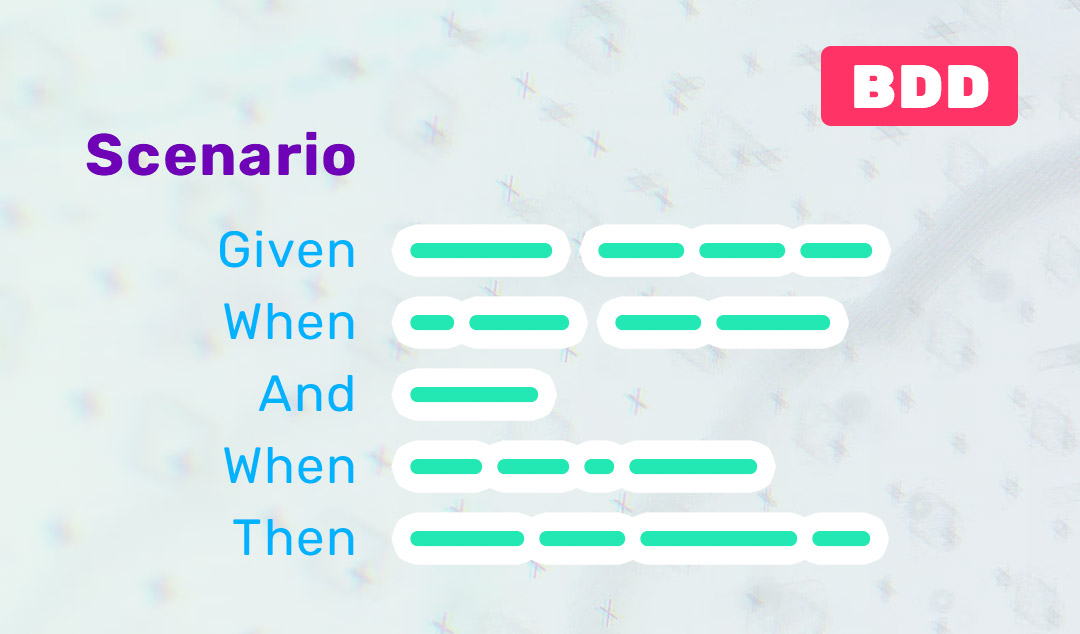 BDD
Scenario
Given
When
And
When
Then